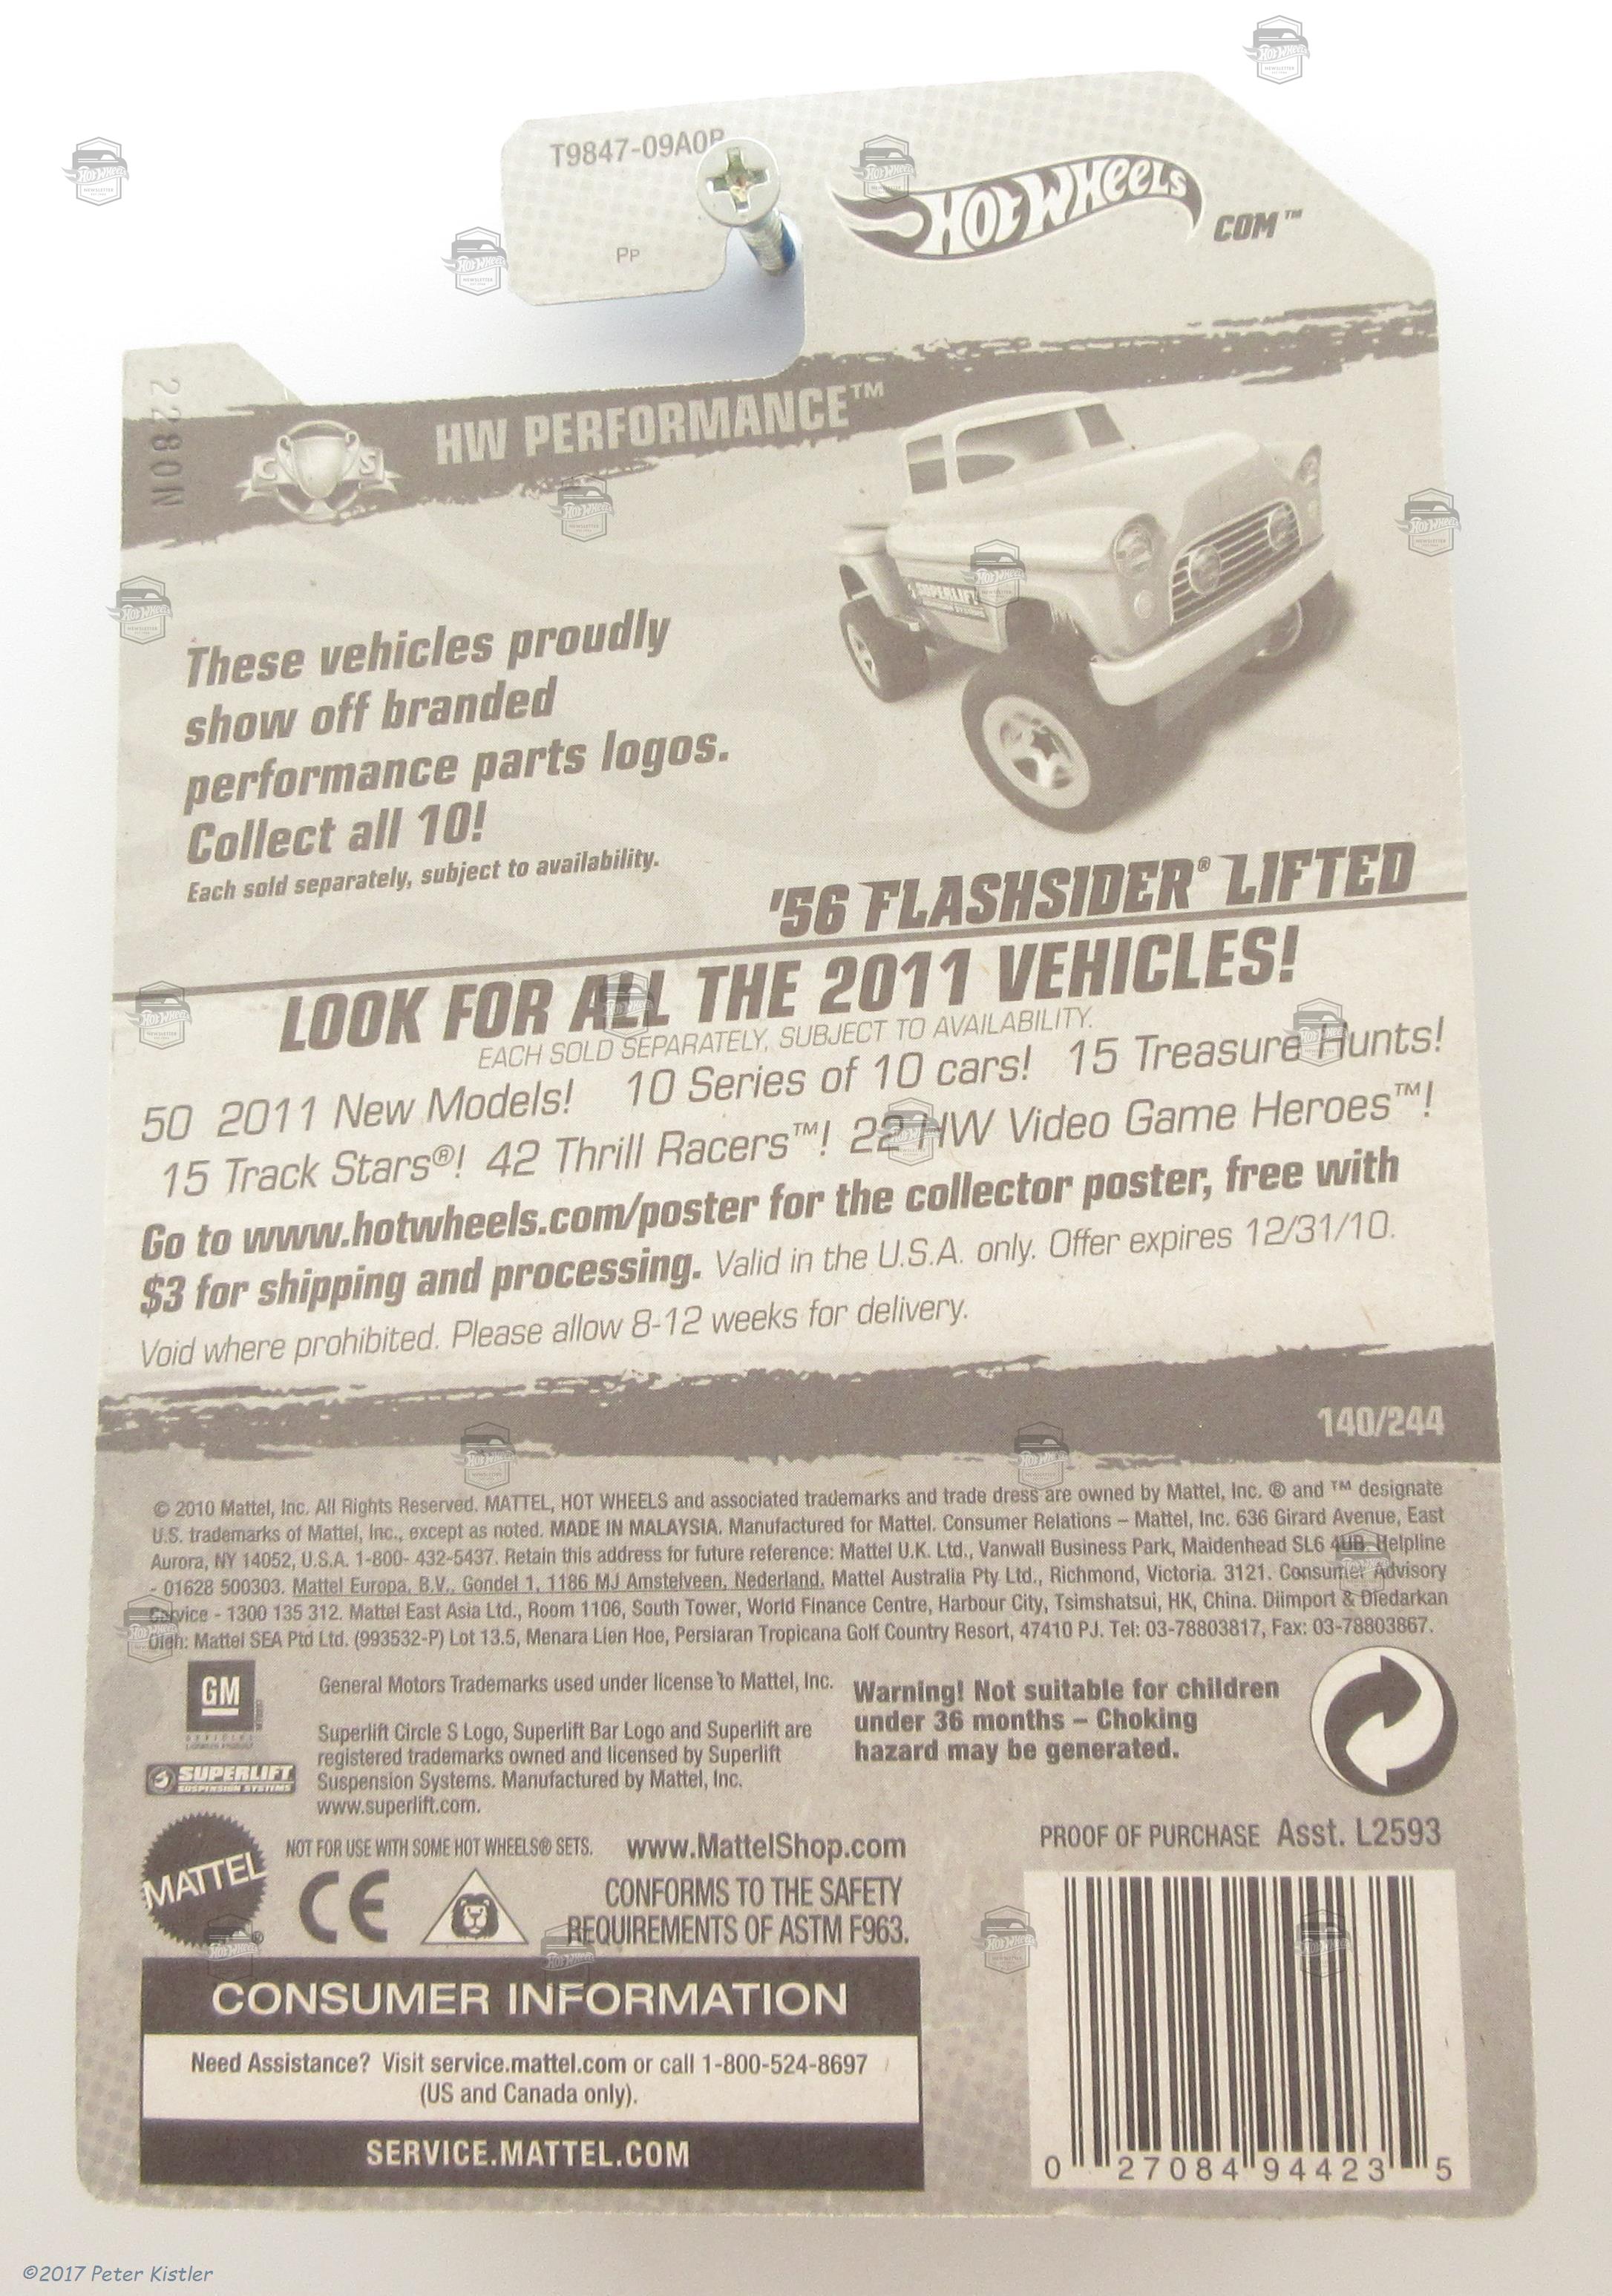 T9847-09A0
Pp
Hot Wheels
COM™
2280N
HW PERFORMANCE™
C S
These vehicles proudly
show off branded
performance parts logos.
Collect all 10!
Each sold separately, subject to availability.
SUPERLIFT
'56 FLASHSIDER® LIFTED
LOOK FOR ALL THE 2011 VEHICLES!
EACH SOLD SEPARATELY, SUBJECT TO AVAILABILITY.
50 2011 New Models! 10 Series of 10 cars! 15 Treasure Hunts!
15 Track Stars®! 42 Thrill Racers™! 22 HW Video Game Heroes™!
Go to www.hotwheels.com/poster for the collector poster, free with
$3 for shipping and processing. Valid in the U.S.A. only. Offer expires 12/31/10.
Void where prohibited. Please allow 8-12 weeks for delivery.
140/244
© 2010 Mattel, Inc. All Rights Reserved. MATTEL, HOT WHEELS and associated trademarks and trade dress are owned by Mattel, Inc. ® and ™ designate
U.S. trademarks of Mattel, Inc., except as noted. MADE IN MALAYSIA. Manufactured for Mattel. Consumer Relations – Mattel, Inc. 636 Girard Avenue, East
Aurora, NY 14052, U.S.A. 1-800- 432-5437. Retain this address for future reference: Mattel U.K. Ltd., Vanwall Business Park, Maidenhead SL6 4UB. Helpline
- 01628 500303. Mattel Europa, B.V., Gondel 1, 1186 MJ Amstelveen, Nederland. Mattel Australia Pty Ltd., Richmond, Victoria. 3121. Consumer Advisory
Service - 1300 135 312. Mattel East Asia Ltd., Room 1106, South Tower, World Finance Centre, Harbour City, Tsimshatsui, HK, China. Diimport & Diedarkan
Oleh: Mattel SEA Ptd Ltd. (993532-P) Lot 13.5, Menara Lien Hoe, Persiaran Tropicana Golf Country Resort, 47410 PJ. Tel: 03-78803817, Fax: 03-78803867.
GM
OFFICIAL
LICENSED PRODUCT
General Motors Trademarks used under license to Mattel, Inc.
SUPERLIFT
SUSPENSION SYSTEMS
Superlift Circle S Logo, Superlift Bar Logo and Superlift are
registered trademarks owned and licensed by Superlift
Suspension Systems. Manufactured by Mattel, Inc.
www.superlift.com.
Warning! Not suitable for children
under 36 months – Choking
hazard may be generated.
MATTEL®
NOT FOR USE WITH SOME HOT WHEELS® SETS. www.MattelShop.com
CE
CONFORMS TO THE SAFETY
REQUIREMENTS OF ASTM F963.
PROOF OF PURCHASE Asst. L2593
CONSUMER INFORMATION
Need Assistance? Visit service.mattel.com or call 1-800-524-8697
(US and Canada only).
SERVICE.MATTEL.COM
0 27084 94423 5
©2017 Peter Kistler